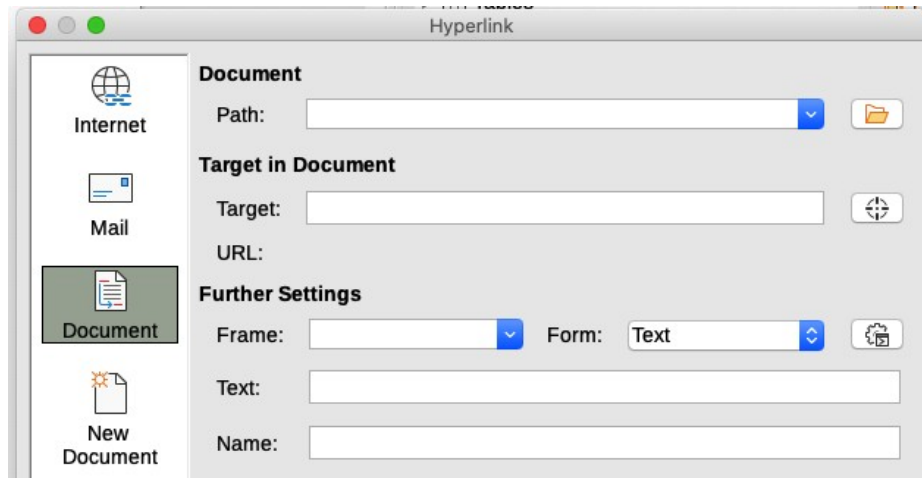 Tables
Hyperlink
Internet
Mail
Document
New
Document
Document
Path:
Target in Document
Target:
URL:
Further Settings
Frame:
Form:
Text
Text:
Name: